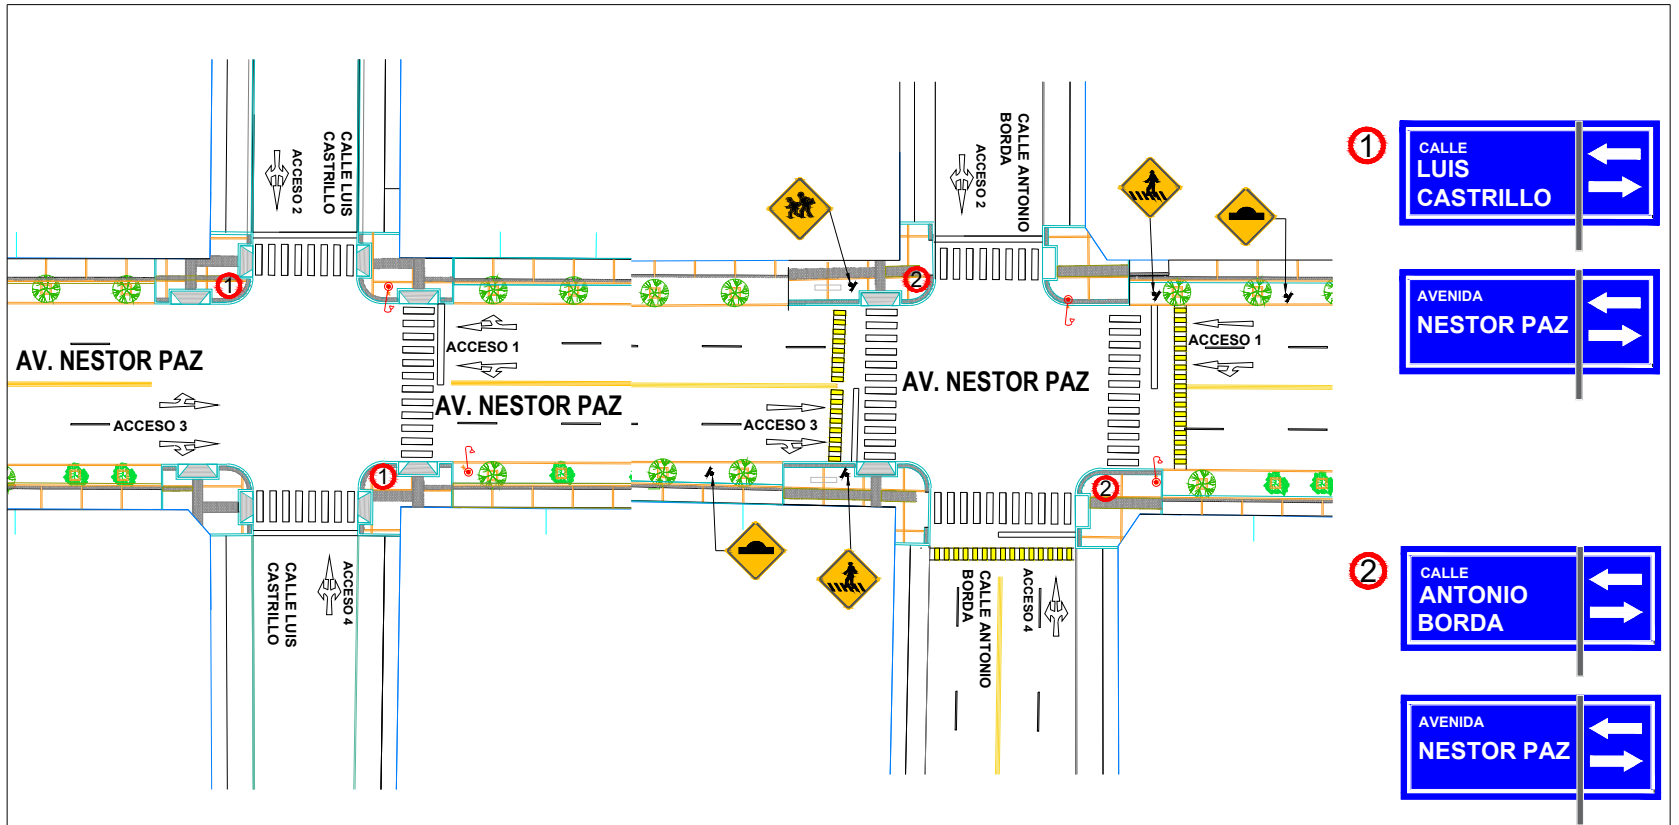 CALLE LUIS
CASTRILLO
ACCESO 2
CALLE ANTONIO
BORDA
ACCESO 2
1
CALLE
LUIS
CASTRILLO
1
2
AVENIDA
NESTOR PAZ
AV. NESTOR PAZ
ACCESO 1
ACCESO 1
AV. NESTOR PAZ
AV. NESTOR PAZ
ACCESO 3
ACCESO 3
1
2
CALLE LUIS
CASTRILLO
ACCESO 4
CALLE ANTONIO
BORDA
ACCESO 4
2
CALLE
ANTONIO
BORDA
AVENIDA
NESTOR PAZ